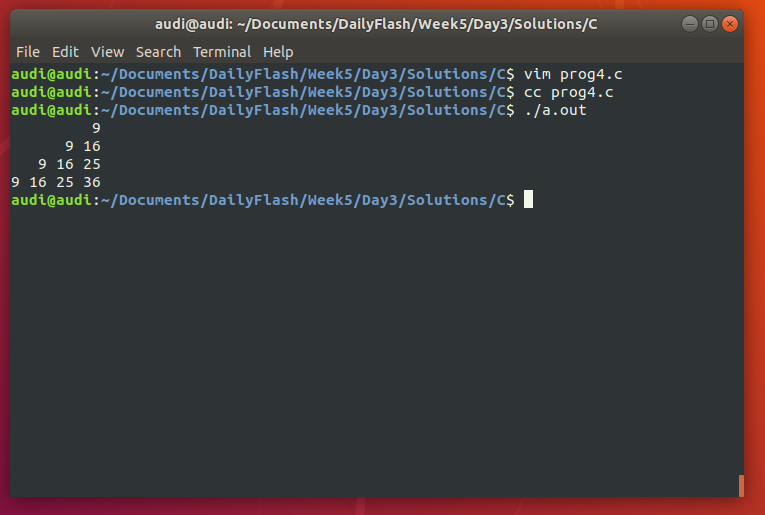 audi@audi: ~/Documents/DailyFlash/Week5/Day3/Solutions/C
File Edit View Search Terminal Help
audi@audi:~/Documents/DailyFlash/Week5/Day3/Solutions/C$ vim prog4.c
audi@audi:~/Documents/DailyFlash/Week5/Day3/Solutions/C$ cc prog4.c
audi@audi:~/Documents/DailyFlash/Week5/Day3/Solutions/C$ ./a.out
         9
      9 16
   9 16 25
9 16 25 36
audi@audi:~/Documents/DailyFlash/Week5/Day3/Solutions/C$